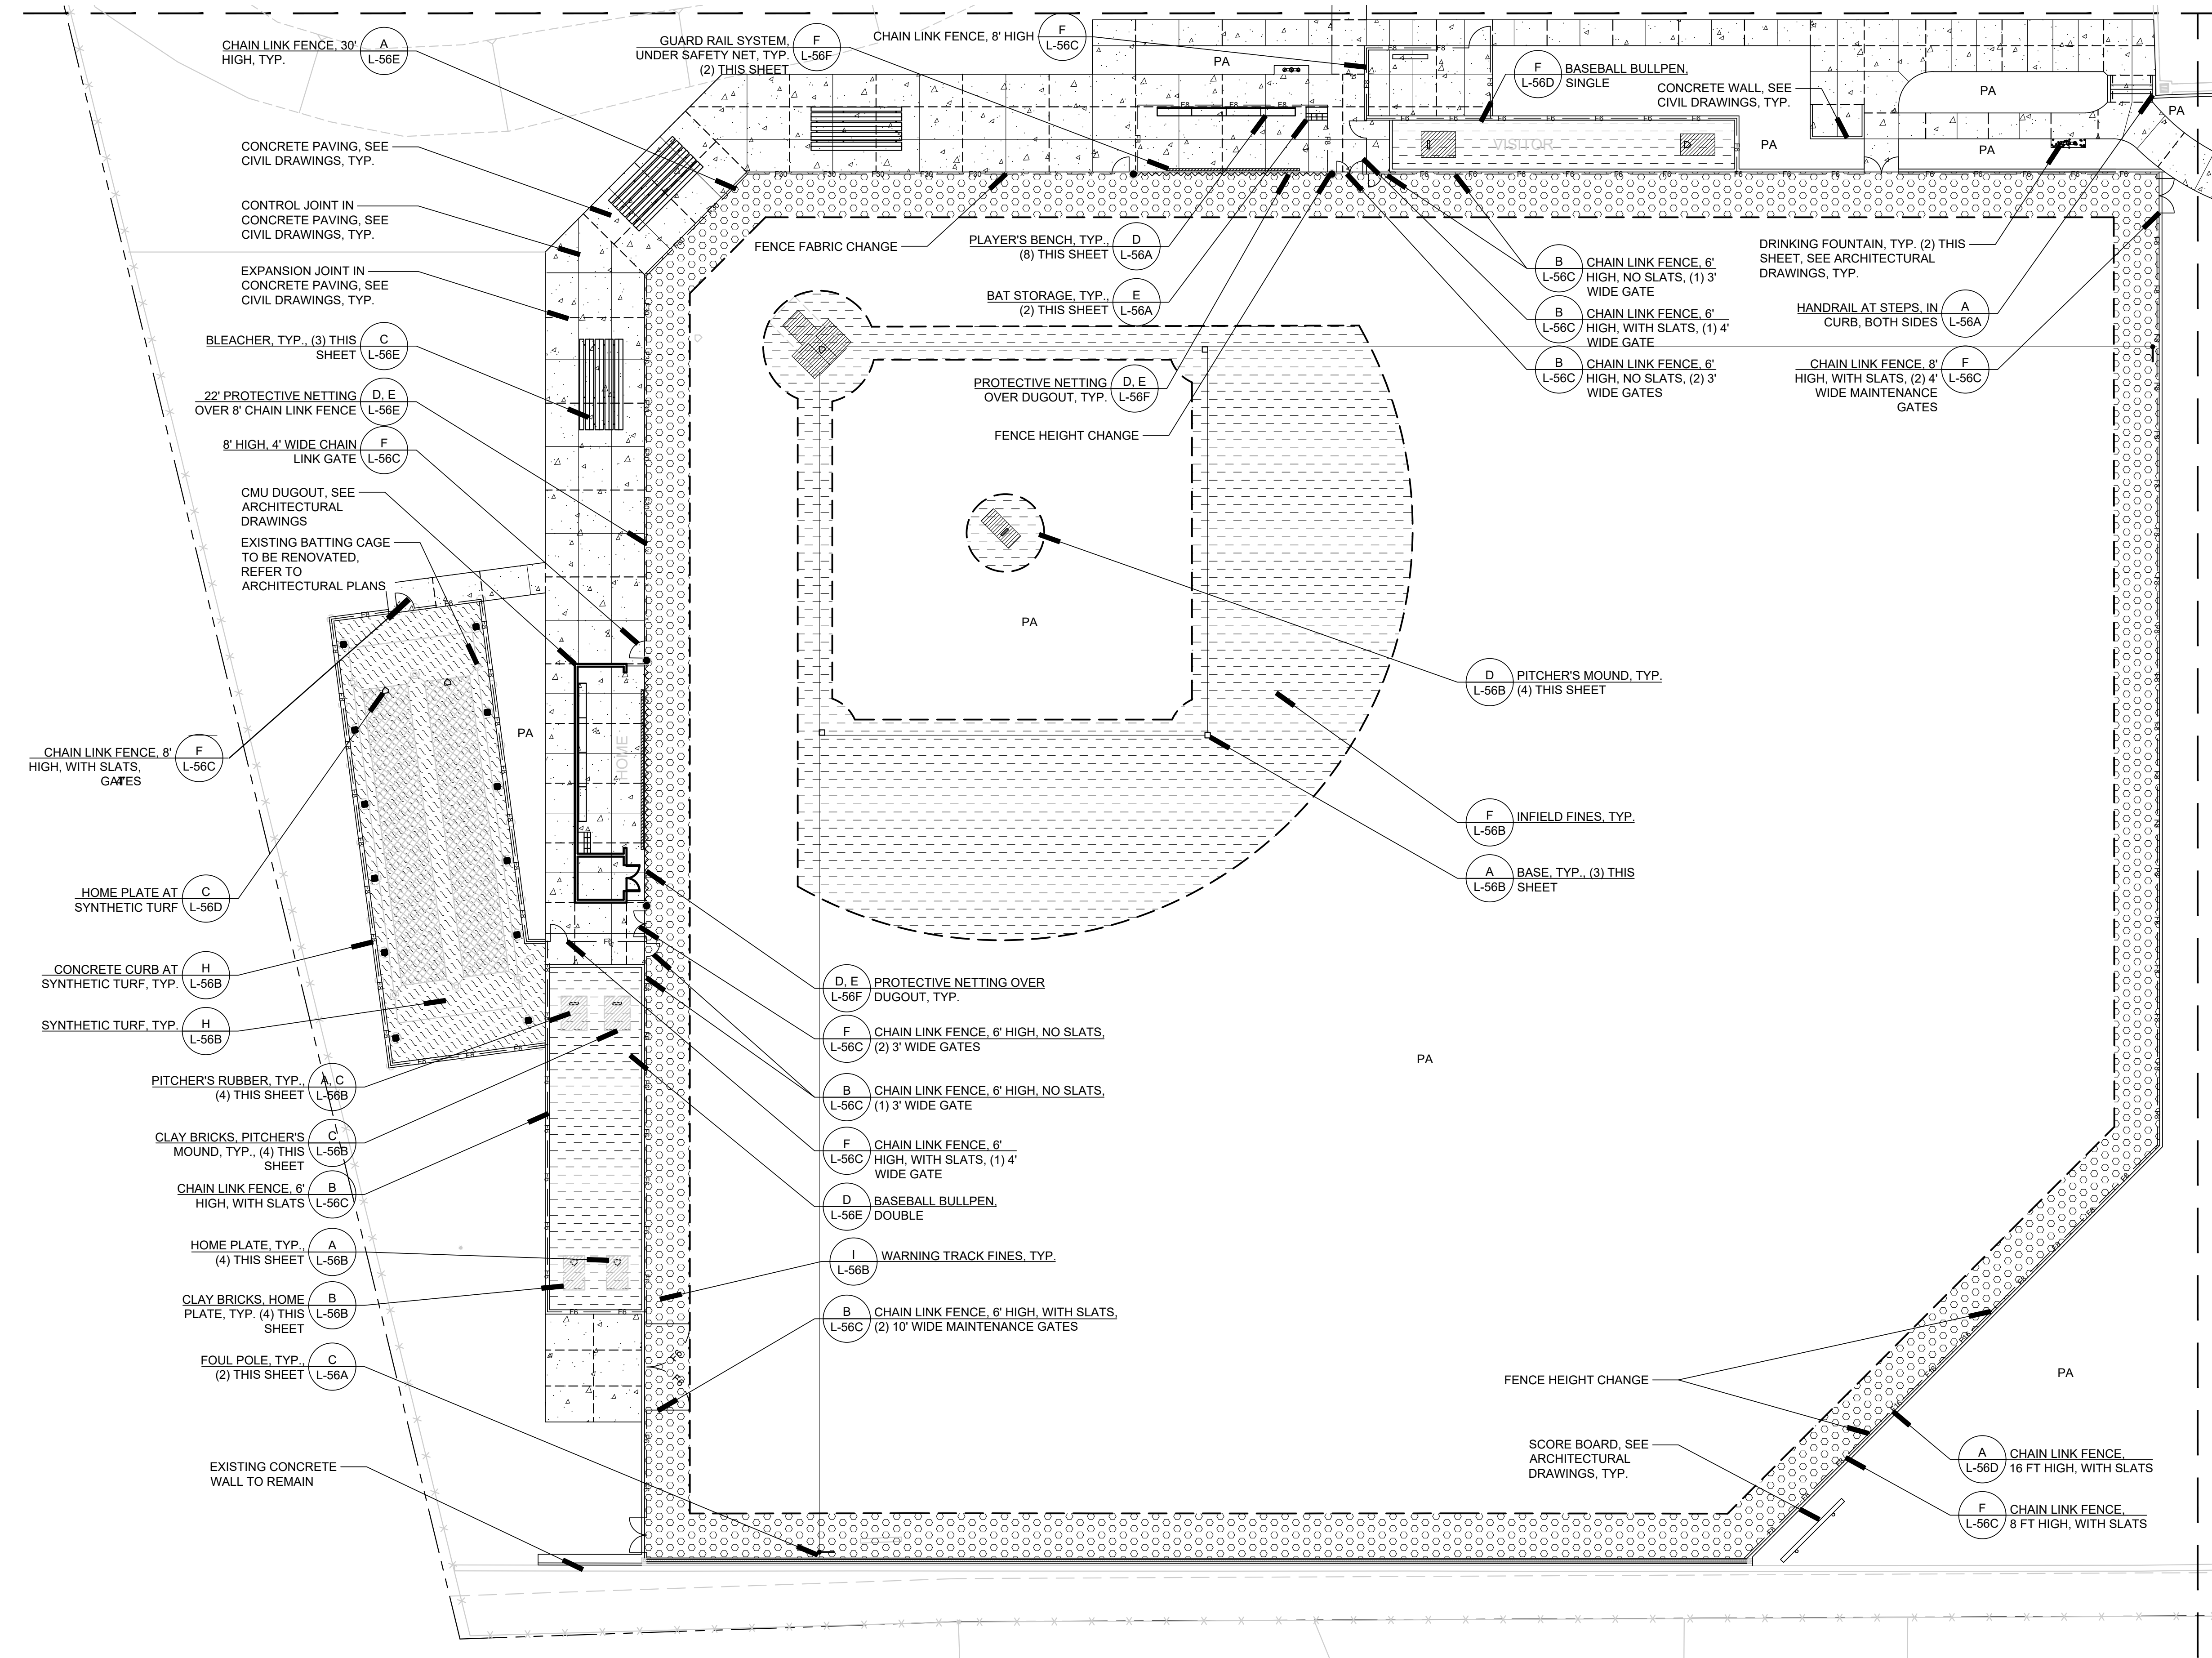 CHAIN LINK FENCE, 30'
HIGH, TYP.
A
L-56E
GUARD RAIL SYSTEM,
UNDER SAFETY NET, TYP.
(2) THIS SHEET
F
L-56F
CHAIN LINK FENCE, 8' HIGH
F
L-56C
PA
F
L-56D
BASEBALL BULLPEN,
SINGLE
CONCRETE WALL, SEE
CIVIL DRAWINGS, TYP.
PA
PA
PA
PA
VISITOR
CONCRETE PAVING, SEE
CIVIL DRAWINGS, TYP.
CONTROL JOINT IN
CONCRETE PAVING, SEE
CIVIL DRAWINGS, TYP.
EXPANSION JOINT IN
CONCRETE PAVING, SEE
CIVIL DRAWINGS, TYP.
BLEACHER, TYP., (3) THIS
SHEET
C
L-56E
22' PROTECTIVE NETTING
OVER 8' CHAIN LINK FENCE
D, E
L-56E
8' HIGH, 4' WIDE CHAIN
LINK GATE
F
L-56C
CMU DUGOUT, SEE
ARCHITECTURAL
DRAWINGS
EXISTING BATTING CAGE
TO BE RENOVATED,
REFER TO
ARCHITECTURAL PLANS
FENCE FABRIC CHANGE
PLAYER'S BENCH, TYP.,
(8) THIS SHEET
D
L-56A
BAT STORAGE, TYP.,
(2) THIS SHEET
E
L-56A
PROTECTIVE NETTING
OVER DUGOUT, TYP.
D, E
L-56F
FENCE HEIGHT CHANGE
B
L-56C
CHAIN LINK FENCE, 6'
HIGH, NO SLATS, (1) 3'
WIDE GATE
B
L-56C
CHAIN LINK FENCE, 6'
HIGH, WITH SLATS, (1) 4'
WIDE GATE
B
L-56C
CHAIN LINK FENCE, 6'
HIGH, NO SLATS, (2) 3'
WIDE GATES
DRINKING FOUNTAIN, TYP. (2) THIS
SHEET, SEE ARCHITECTURAL
DRAWINGS, TYP.
HANDRAIL AT STEPS, IN
CURB, BOTH SIDES
A
L-56A
CHAIN LINK FENCE, 8'
HIGH, WITH SLATS, (2) 4'
WIDE MAINTENANCE
GATES
F
L-56C
PA
D
L-56B
PITCHER'S MOUND, TYP.
(4) THIS SHEET
F
L-56B
INFIELD FINES, TYP.
A
L-56B
BASE, TYP., (3) THIS
SHEET
PA
HOME
CHAIN LINK FENCE, 8'
HIGH, WITH SLATS,
GATES
F
L-56C
HOME PLATE AT
SYNTHETIC TURF
C
L-56D
CONCRETE CURB AT
SYNTHETIC TURF, TYP.
H
L-56B
SYNTHETIC TURF, TYP.
H
L-56B
PITCHER'S RUBBER, TYP.,
(4) THIS SHEET
A, C
L-56B
CLAY BRICKS, PITCHER'S
MOUND, TYP., (4) THIS
SHEET
C
L-56B
CHAIN LINK FENCE, 6'
HIGH, WITH SLATS
B
L-56C
HOME PLATE, TYP.,
(4) THIS SHEET
A
L-56B
CLAY BRICKS, HOME
PLATE, TYP. (4) THIS
SHEET
B
L-56B
FOUL POLE, TYP.,
(2) THIS SHEET
C
L-56A
EXISTING CONCRETE
WALL TO REMAIN
D, E
L-56F
PROTECTIVE NETTING OVER
DUGOUT, TYP.
F
L-56C
CHAIN LINK FENCE, 6' HIGH, NO SLATS,
(2) 3' WIDE GATES
B
L-56C
CHAIN LINK FENCE, 6' HIGH, NO SLATS,
(1) 3' WIDE GATE
F
L-56C
CHAIN LINK FENCE, 6'
HIGH, WITH SLATS, (1) 4'
WIDE GATE
D
L-56E
BASEBALL BULLPEN,
DOUBLE
I
L-56B
WARNING TRACK FINES, TYP.
B
L-56C
CHAIN LINK FENCE, 6' HIGH, WITH SLATS,
(2) 10' WIDE MAINTENANCE GATES
PA
PA
FENCE HEIGHT CHANGE
SCORE BOARD, SEE
ARCHITECTURAL
DRAWINGS, TYP.
A
L-56D
CHAIN LINK FENCE,
16 FT HIGH, WITH SLATS
F
L-56C
CHAIN LINK FENCE,
8 FT HIGH, WITH SLATS